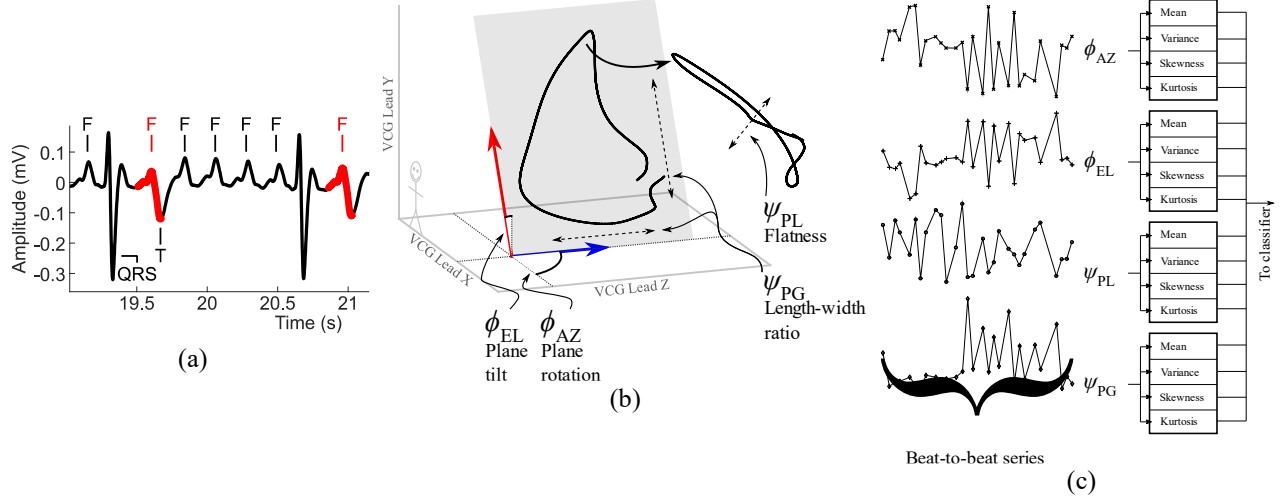 F F F F F F F
Amplitude (mV)
0.1
0
-0.1
-0.2
-0.3
QRS
T
19.5 20 20.5 21
Time (s)
(a)
VCG Lead Y
VCG Lead X
VCG Lead Z
ϕEL
Plane
tilt
ϕAZ
Plane
rotation
ψPL
Flatness
ψPG
Length-width
ratio
(b)
ϕAZ
Mean
Variance
Skewness
Kurtosis
ϕEL
Mean
Variance
Skewness
Kurtosis
ψPL
Mean
Variance
Skewness
Kurtosis
ψPG
Mean
Variance
Skewness
Kurtosis
To classifier
Beat-to-beat series
(c)